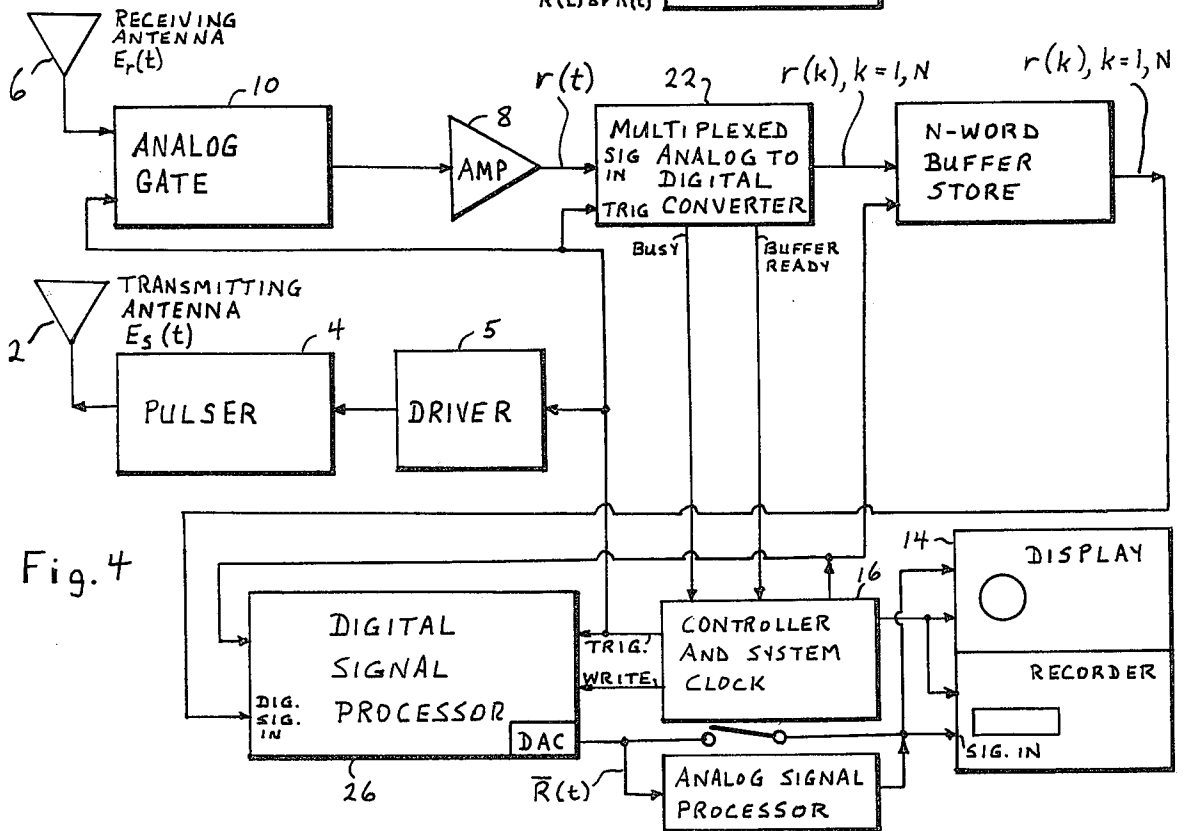 R(t) BPR(t)
RECEIVING
ANTENNA
Er(t)
6
10
ANALOG
GATE
8
AMP
r(t)
22
MULTIPLEXED
SIG ANALOG TO
IN DIGITAL
TRIG CONVERTER
r(k), k=1, N
N-WORD
BUFFER
STORE
r(k), k=1, N
BUSY
BUFFER
READY
TRANSMITTING
ANTENNA
Es(t)
2
4
PULSER
5
DRIVER
Fig. 4
DIGITAL
SIGNAL
PROCESSOR
DIG.
SIG.
IN
DAC
26
TRIG.
WRITE
16
CONTROLLER
AND SYSTEM
CLOCK
14
DISPLAY
RECORDER
SIG. IN
R̅(t)
ANALOG SIGNAL
PROCESSOR